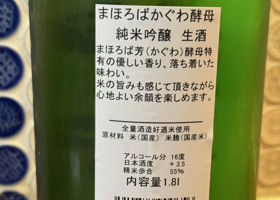 まほろばかぐわ酵母
純米吟醸 生酒
まほろば芳(かぐわ)酵母特
有の優しい香り、落ち着いた
味わい。
米の旨みも感じて頂きながら
心地よい余韻を楽しめます。
全量酒造好適米使用
原材料 米(国産) 米麹(国産米)
アルコール分 16度
日本酒度 +3.5
精米歩合 55%
内容量1.8l